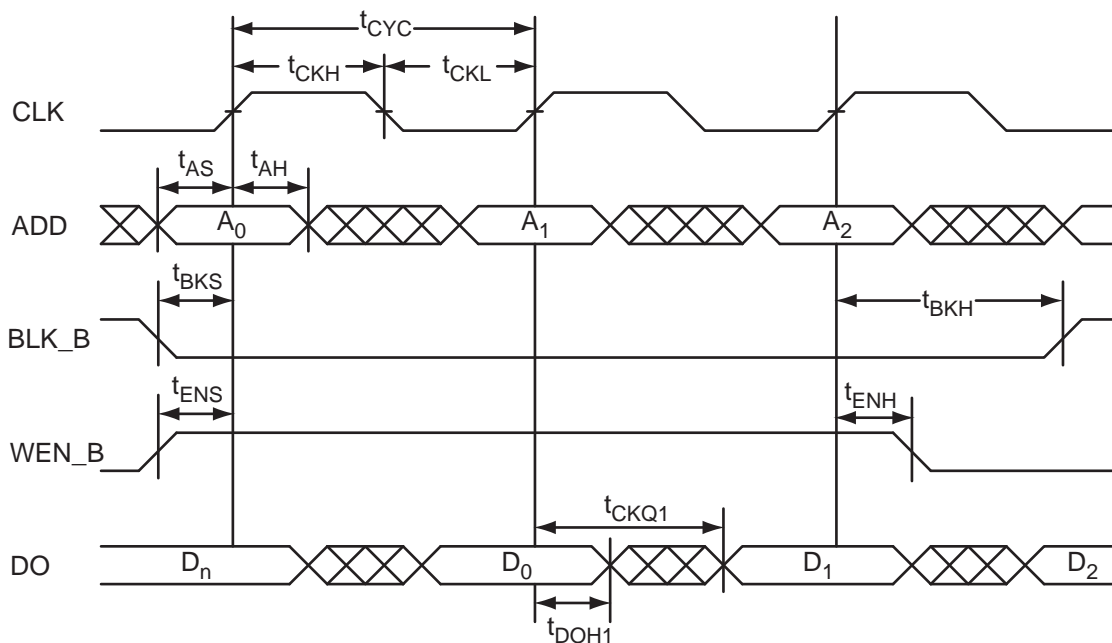 tCYC
tCKH tCKL
CLK
tAS tAH
ADD A0 A1 A2
tBKS tBKH
BLK_B
tENS tENH
WEN_B
tCKQ1
DO Dn D0 D1 D2
tDOH1